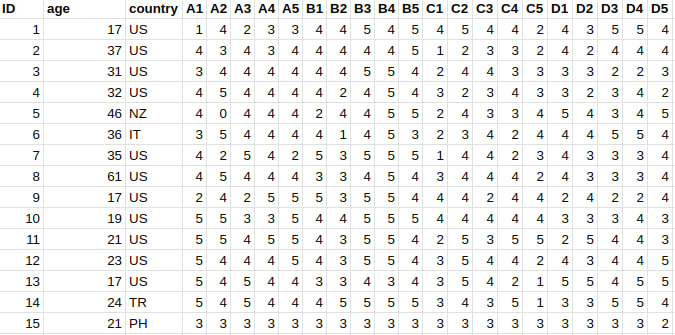 ID age country A1 A2 A3 A4 A5 B1 B2 B3 B4 B5 C1 C2 C3 C4 C5 D1 D2 D3 D4 D5
1 17 US 1 4 2 3 3 4 4 5 4 5 4 5 4 4 2 4 3 5 5 4
2 37 US 4 3 4 3 4 4 4 4 4 5 1 2 3 3 2 4 2 4 4 4
3 31 US 3 4 4 4 4 4 4 5 5 4 2 4 4 3 3 3 3 2 2 3
4 32 US 4 5 4 4 4 4 2 4 5 4 3 2 3 4 3 3 2 3 4 2
5 46 NZ 4 0 4 4 4 2 4 4 5 5 2 4 3 3 4 5 4 3 4 5
6 36 IT 3 5 4 4 4 4 1 4 5 3 2 3 4 2 4 4 4 5 5 4
7 35 US 4 2 5 4 2 5 3 5 5 5 1 4 4 2 3 4 3 3 3 4
8 61 US 4 5 4 4 4 3 3 4 5 4 3 4 4 4 2 4 3 3 3 4
9 17 US 2 4 2 5 5 5 3 5 5 4 4 4 2 4 4 2 4 2 2 4
10 19 US 5 5 3 3 5 4 4 5 5 5 4 4 4 4 4 3 3 3 4 3
11 21 US 5 5 4 5 5 4 3 5 5 4 2 5 3 5 5 2 5 4 4 3
12 23 US 5 4 4 4 5 4 3 5 5 4 3 5 4 4 2 4 3 4 4 5
13 17 US 5 4 5 4 4 3 3 4 3 4 3 5 4 2 1 5 5 4 5 5
14 24 TR 5 4 5 4 4 4 5 5 5 5 3 4 3 5 1 3 3 5 5 4
15 21 PH 3 3 3 3 3 3 3 3 3 3 3 3 3 3 3 3 3 3 3 2